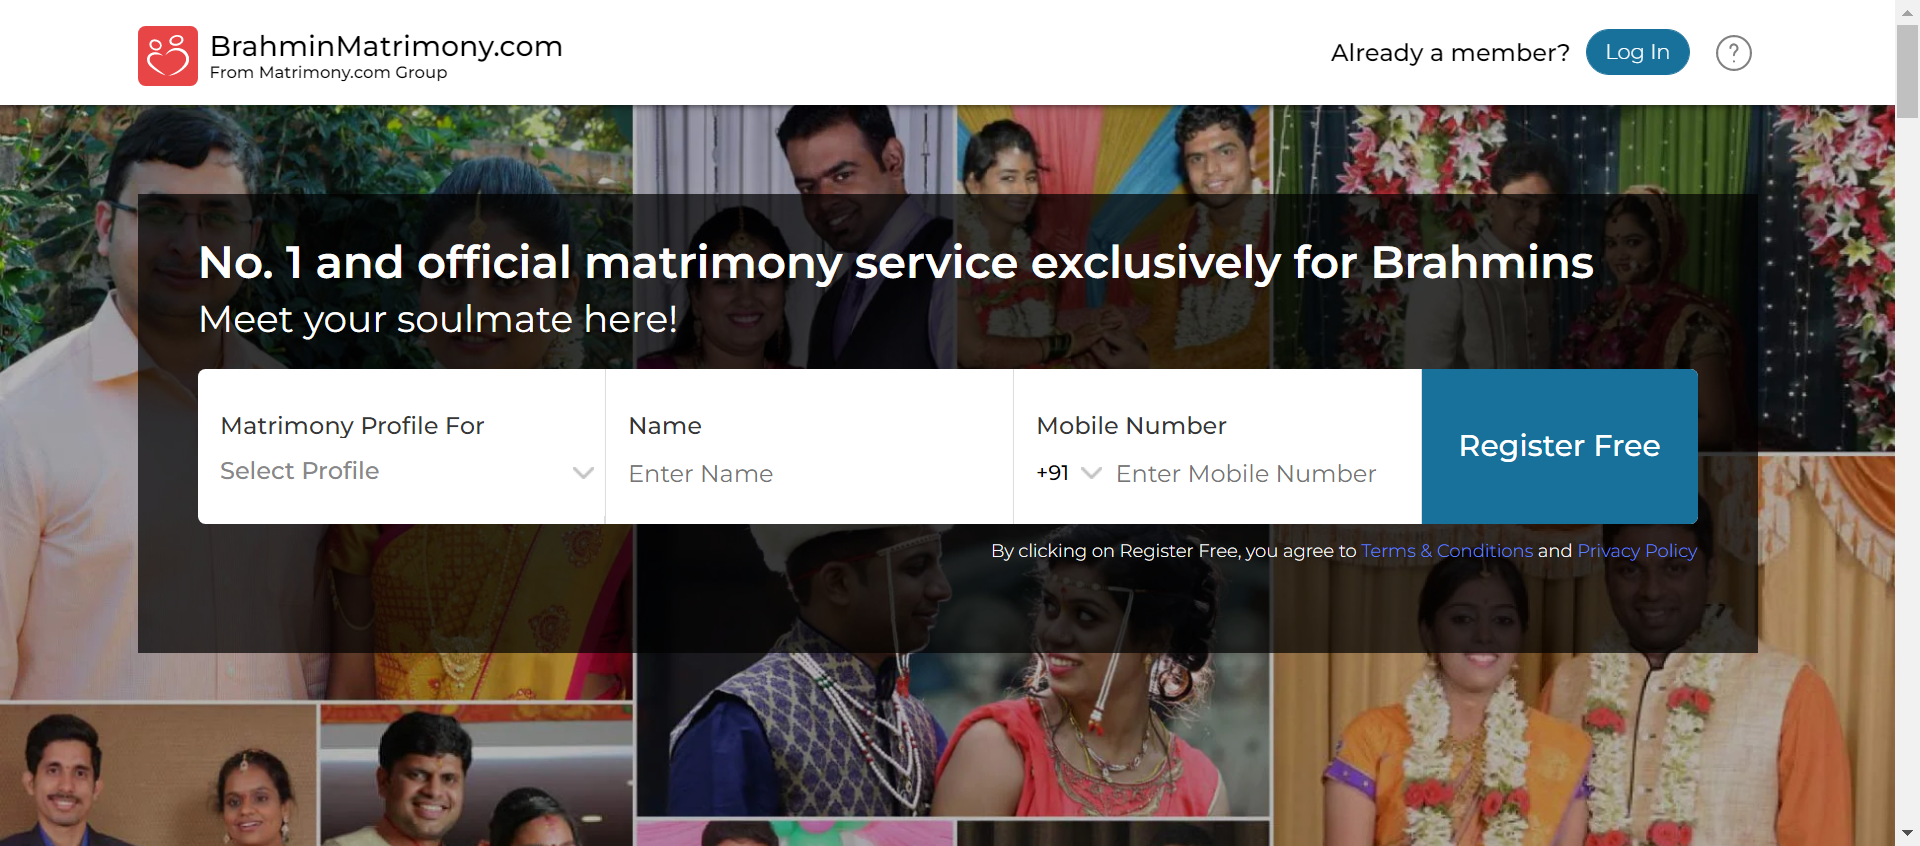 BrahminMatrimony.com
From Matrimony.com Group
Already a member?
Log In
?
No. 1 and official matrimony service exclusively for Brahmins
Meet your soulmate here!
Matrimony Profile For
Select Profile
Name
Enter Name
Mobile Number
+91
Enter Mobile Number
Register Free
By clicking on Register Free, you agree to Terms & Conditions and Privacy Policy